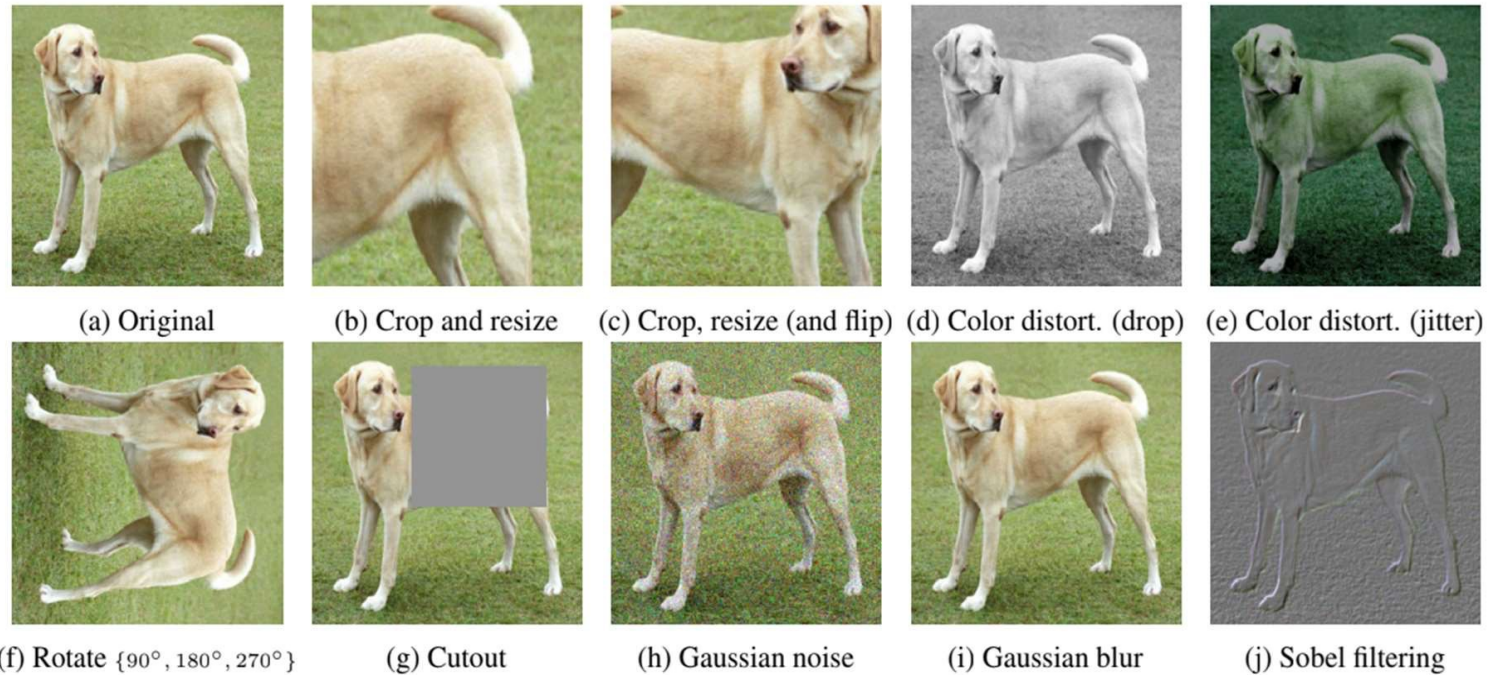 (a) Original
(b) Crop and resize
(c) Crop, resize (and flip)
(d) Color distort. (drop)
(e) Color distort. (jitter)
(f) Rotate {90°, 180°, 270°}
(g) Cutout
(h) Gaussian noise
(i) Gaussian blur
(j) Sobel filtering